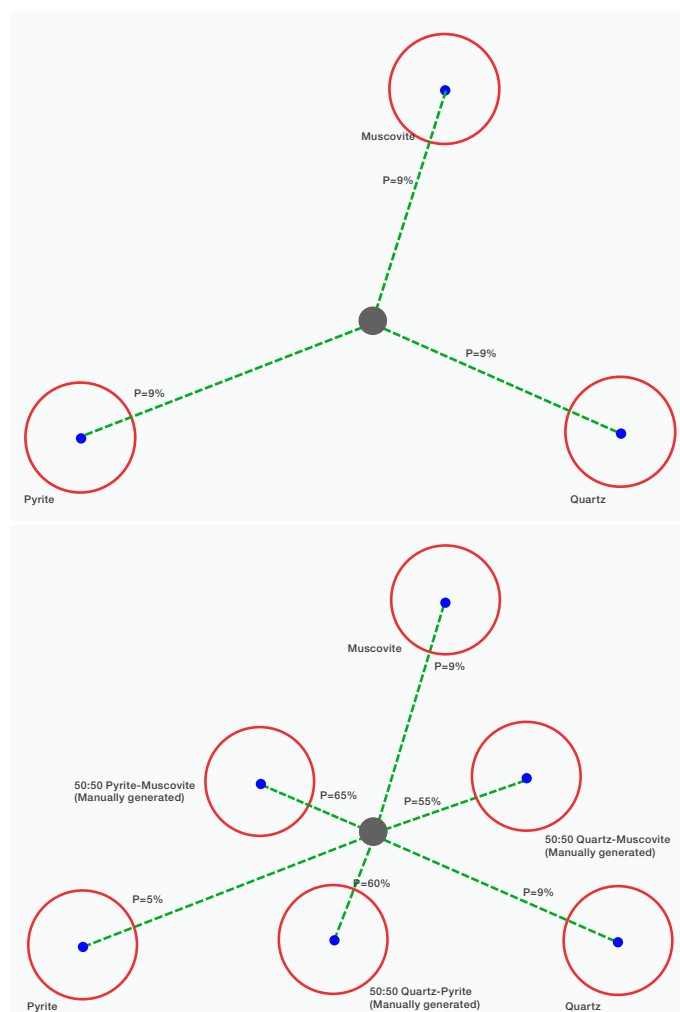 Muscovite
P=9%
P=9%
P=9%
Pyrite
Quartz
Muscovite
P=9%
50:50 Pyrite-Muscovite
(Manually generated)
P=65%
P=55%
50:50 Quartz-Muscovite
(Manually generated)
P=60%
P=5%
P=9%
50:50 Quartz-Pyrite
(Manually generated)
Pyrite
Quartz